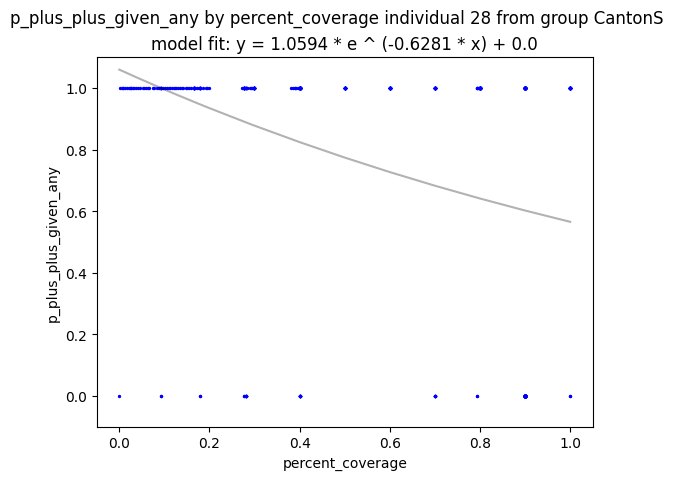 p_plus_plus_given_any by percent_coverage individual 28 from group CantonS
model fit: y = 1.0594 * e ^ (-0.6281 * x) + 0.0
1.0
0.8
0.6
0.4
0.2
0.0
p_plus_plus_given_any
0.0 0.2 0.4 0.6 0.8 1.0
percent_coverage